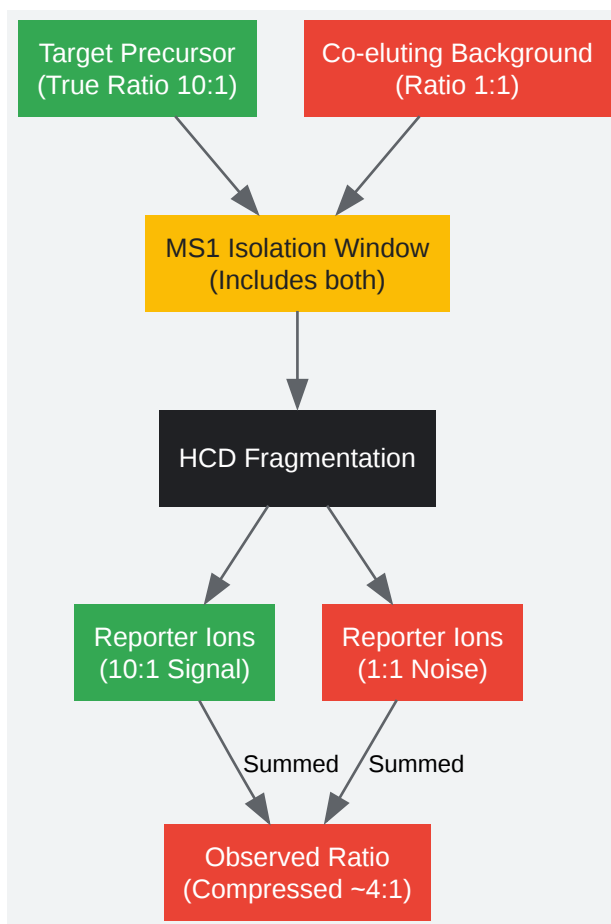 Target Precursor
(True Ratio 10:1)
Co-eluting Background
(Ratio 1:1)
MS1 Isolation Window
(Includes both)
HCD Fragmentation
Reporter Ions
(10:1 Signal)
Reporter Ions
(1:1 Noise)
Summed
Summed
Observed Ratio
(Compressed ~4:1)